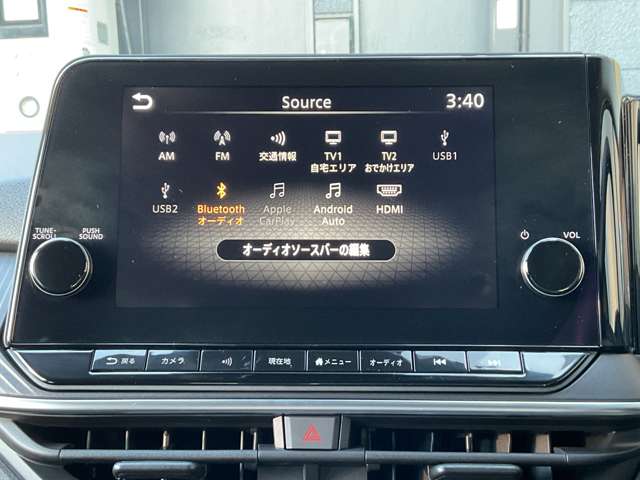 Source
3:40
AM
FM
交通情報
TV1
自宅エリア
TV2
おでかけエリア
USB1
USB2
Bluetooth
オーディオ
Apple
CarPlay
Android
Auto
HDMI
オーディオソースバーの編集
TUNE-
SCROLL
PUSH
SOUND
VOL
戻る
カメラ
現在地
メニュー
オーディオ